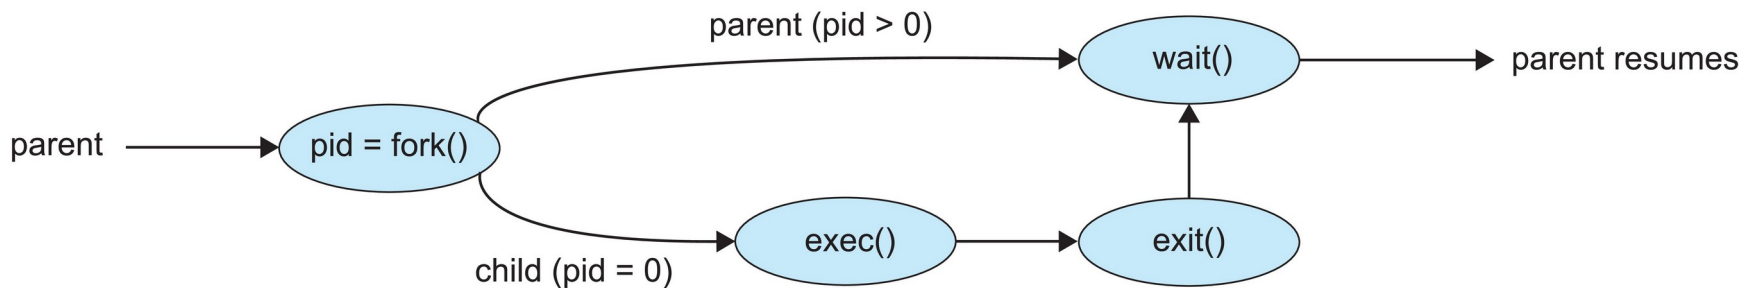 parent
pid = fork()
parent (pid > 0)
wait()
parent resumes
child (pid = 0)
exec()
exit()